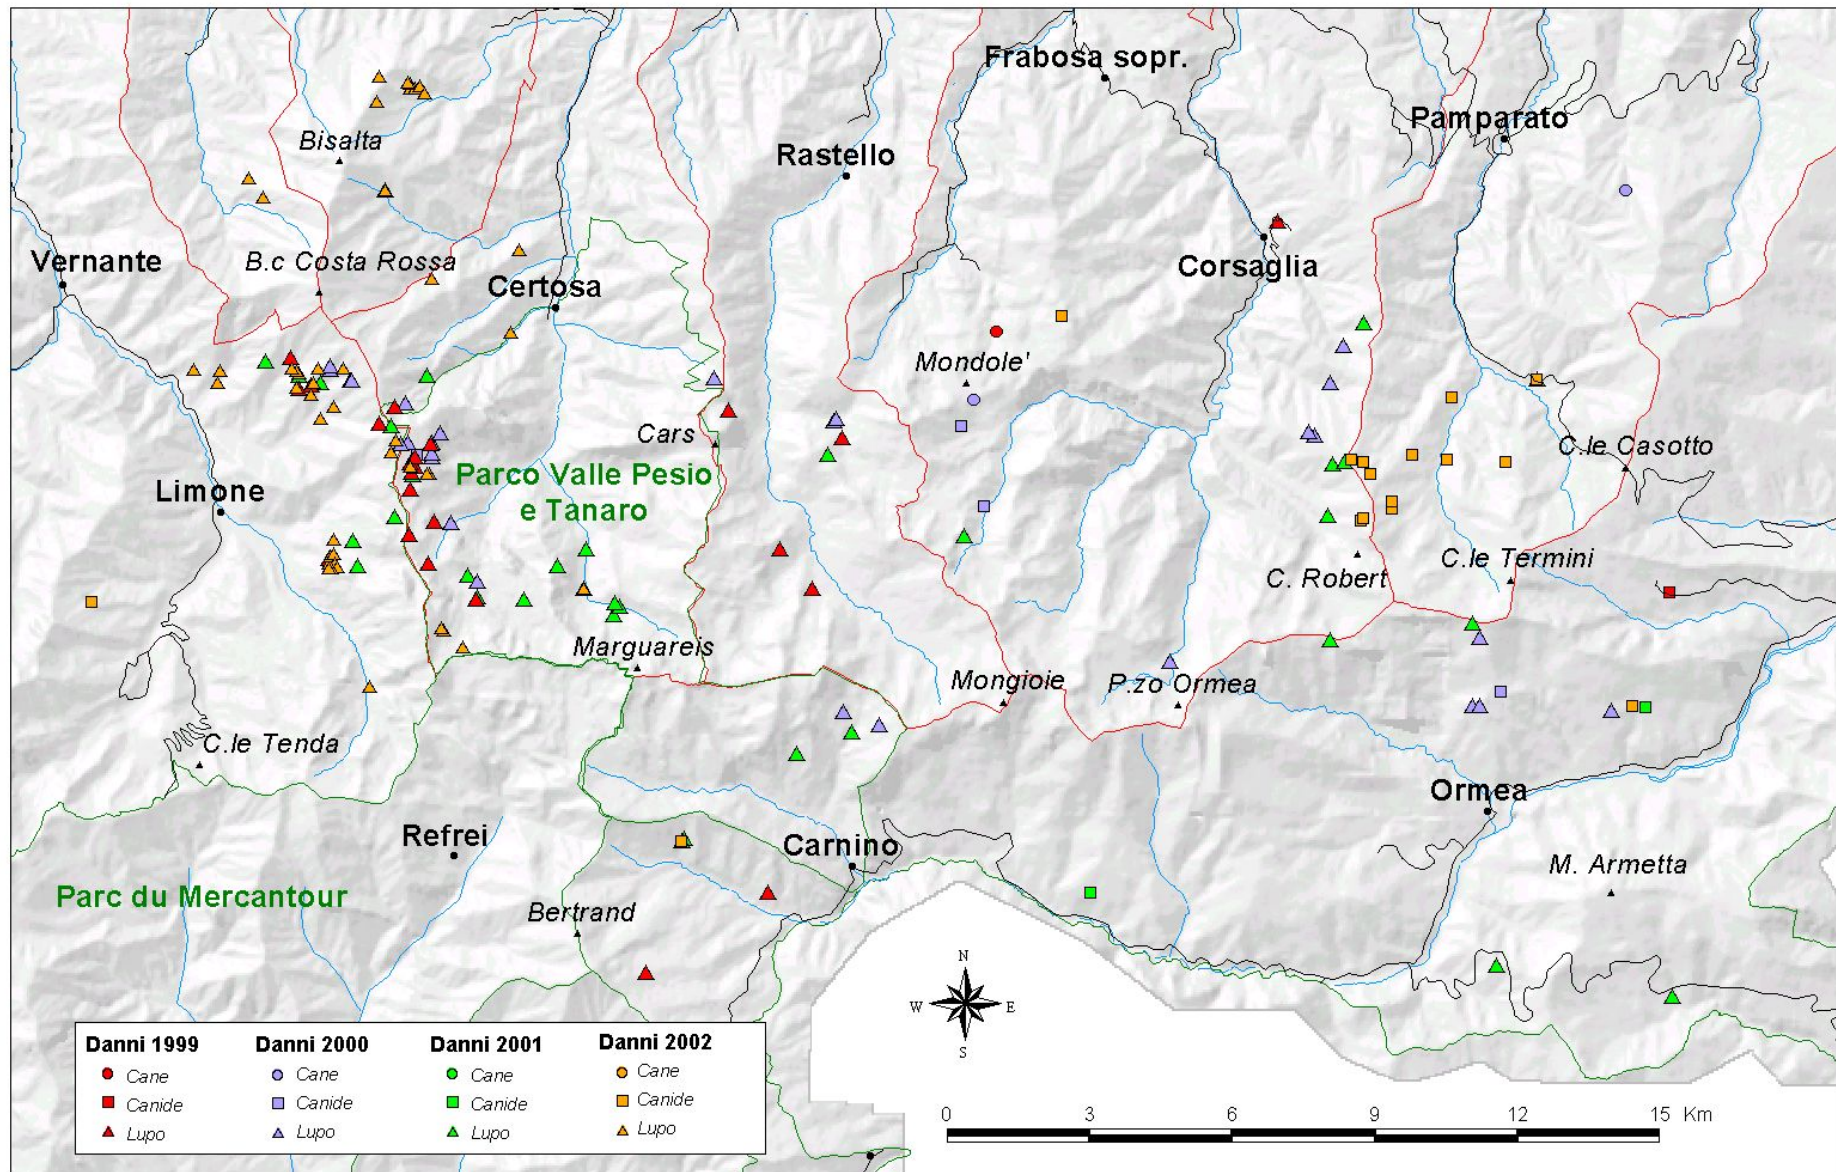 Frabosa sopr.
Pamparato
Bisalta
Rastello
Vernante
B.c Costa Rossa
Corsaglia
Certosa
Mondole'
Cars
C.le Casotto
Parco Valle Pesio
e Tanaro
Limone
C. Robert
C.le Termini
Marguareis
Mongioie
P.zo Ormea
C.le Tenda
Ormea
Refrei
Carnino
M. Armetta
Parc du Mercantour
Bertrand
N
W E
S
Danni 1999 Danni 2000 Danni 2001 Danni 2002
Cane Cane Cane Cane
Canide Canide Canide Canide
Lupo Lupo Lupo Lupo
0 3 6 9 12 15 Km